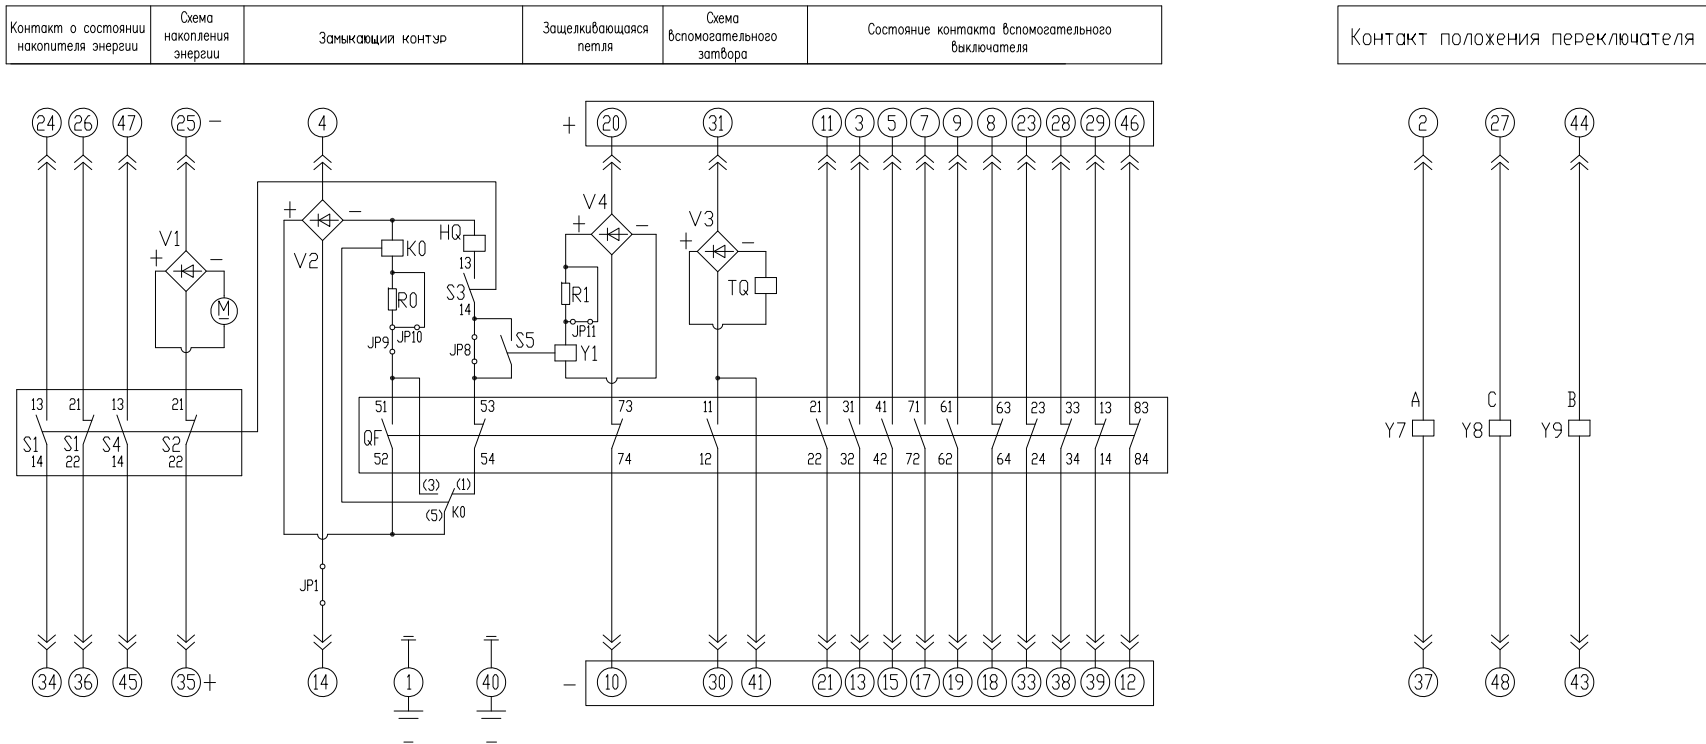 Контакт о состоянии
накопителя энергии
Схема
накопления
энергии
Замыкающий контур
Защелкивающаяся
петля
Схема
вспомогательного
затвора
Состояние контакта вспомогательного
выключателя
Контакт положения переключателя
24 26 47 25 − 4 + 20 31 11 3 5 7 9 8 23 28 29 46 2 27 44
V1
+ −
M
+ −
V2
K0
HQ
13
S3
14
R0
JP9 JP10
JP8
S5
V4
+ −
R1
JP11
Y1
V3
+ −
TQ
13 21 13 21
S1 S1 S4 S2
14 22 14 22
51 53 73 11 21 31 41 71 61 63 23 33 13 83
QF
52 54 74 12 22 32 42 72 62 64 24 34 14 84
(3) (1)
(5) K0
JP1
A C B
Y7 Y8 Y9
34 36 45 35 + 14 1 40 − 10 30 41 21 13 15 17 19 18 33 38 39 12 37 48 43
− −